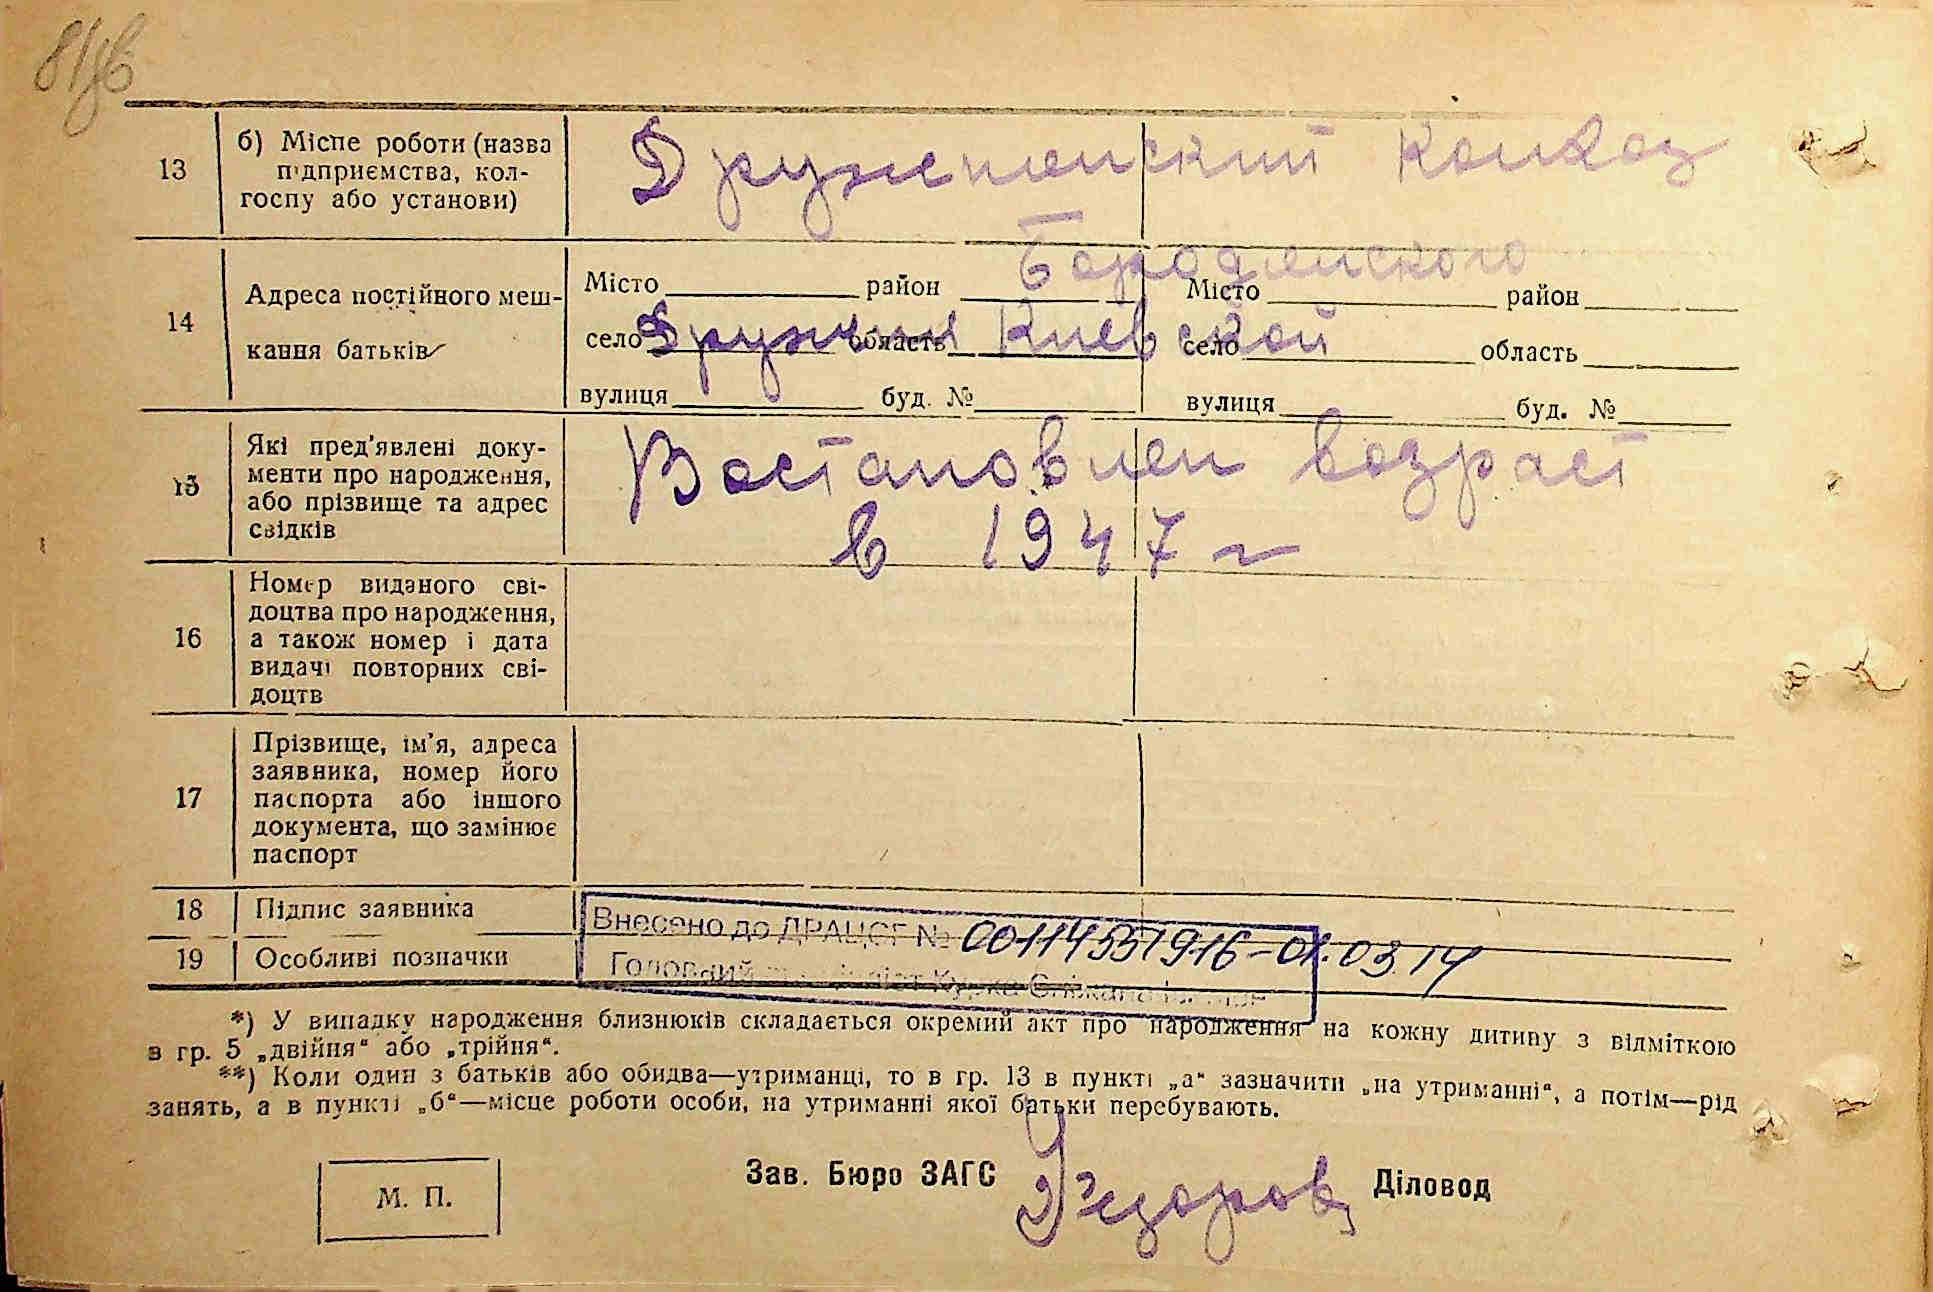 81 зв
13
б) Місце роботи (назва
підприємства, кол-
госпу або установи)
Дружненский Колхоз
14
Адреса постійного меш-
кання батьків
Бородянского
Місто район
село Дружня область Киевской
вулиця буд. №
Місто район
село область
вулиця буд. №
15
Які пред'явлені доку-
менти про народження,
або прізвище та адрес
свідків
Востановлен возраст
в 1947 г
16
Номер виданого сві-
доцтва про народження,
а також номер і дата
видачі повторних сві-
доцтв
17
Прізвище, ім'я, адреса
заявника, номер його
паспорта або іншого
документа, що замінює
паспорт
18
Підпис заявника
Внесено до ДРАЦСГ № 00114551916-01.03.14
19
Особливі позначки
Головний спеціаліст Курка
*) У випадку народження близнюків складається окремий акт про народження на кожну дитину з відміткою
в гр. 5 „двійня“ або „трійня“.
**) Коли один з батьків або обидва—утриманці, то в гр. 13 в пункті „а“ зазначити „на утриманні“, а потім—рід
занять, а в пункті „б“—місце роботи особи, на утриманні якої батьки перебувають.
М. П.
Зав. Бюро ЗАГС
Діловод